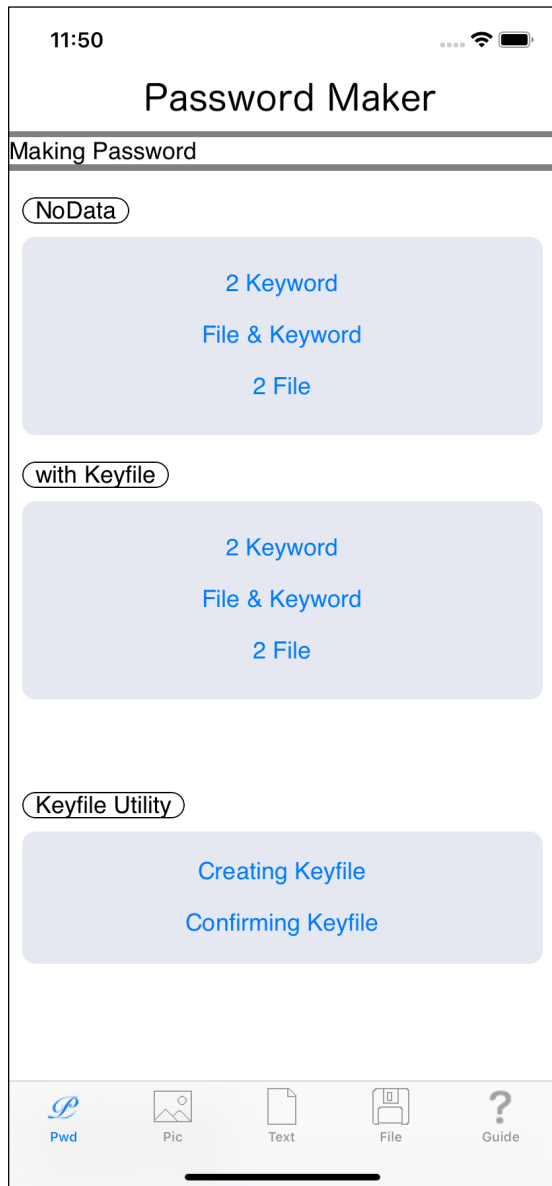 11:50
Password Maker
Making Password
NoData
2 Keyword
File & Keyword
2 File
with Keyfile
2 Keyword
File & Keyword
2 File
Keyfile Utility
Creating Keyfile
Confirming Keyfile
Pwd Pic Text File Guide